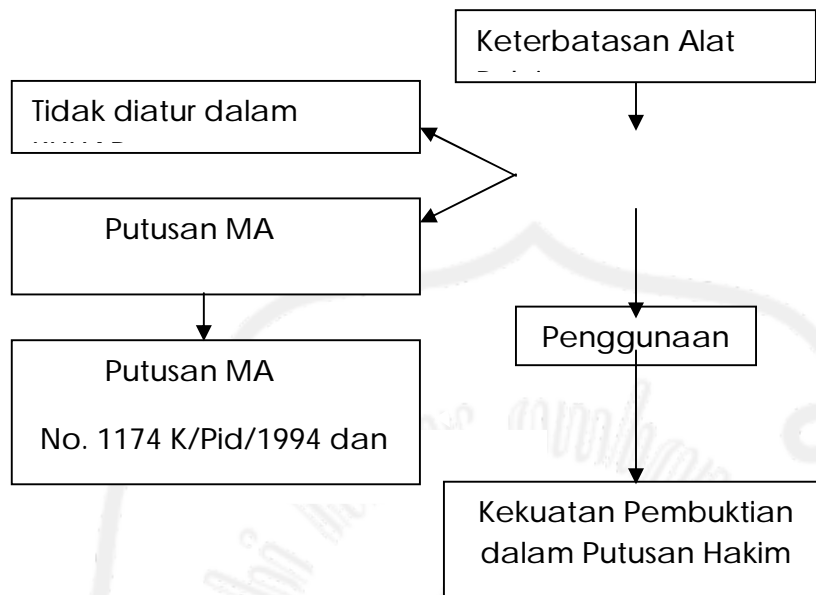 Keterbatasan Alat
Tidak diatur dalam
Putusan MA
Putusan MA
No. 1174 K/Pid/1994 dan
Penggunaan
Kekuatan Pembuktian
dalam Putusan Hakim